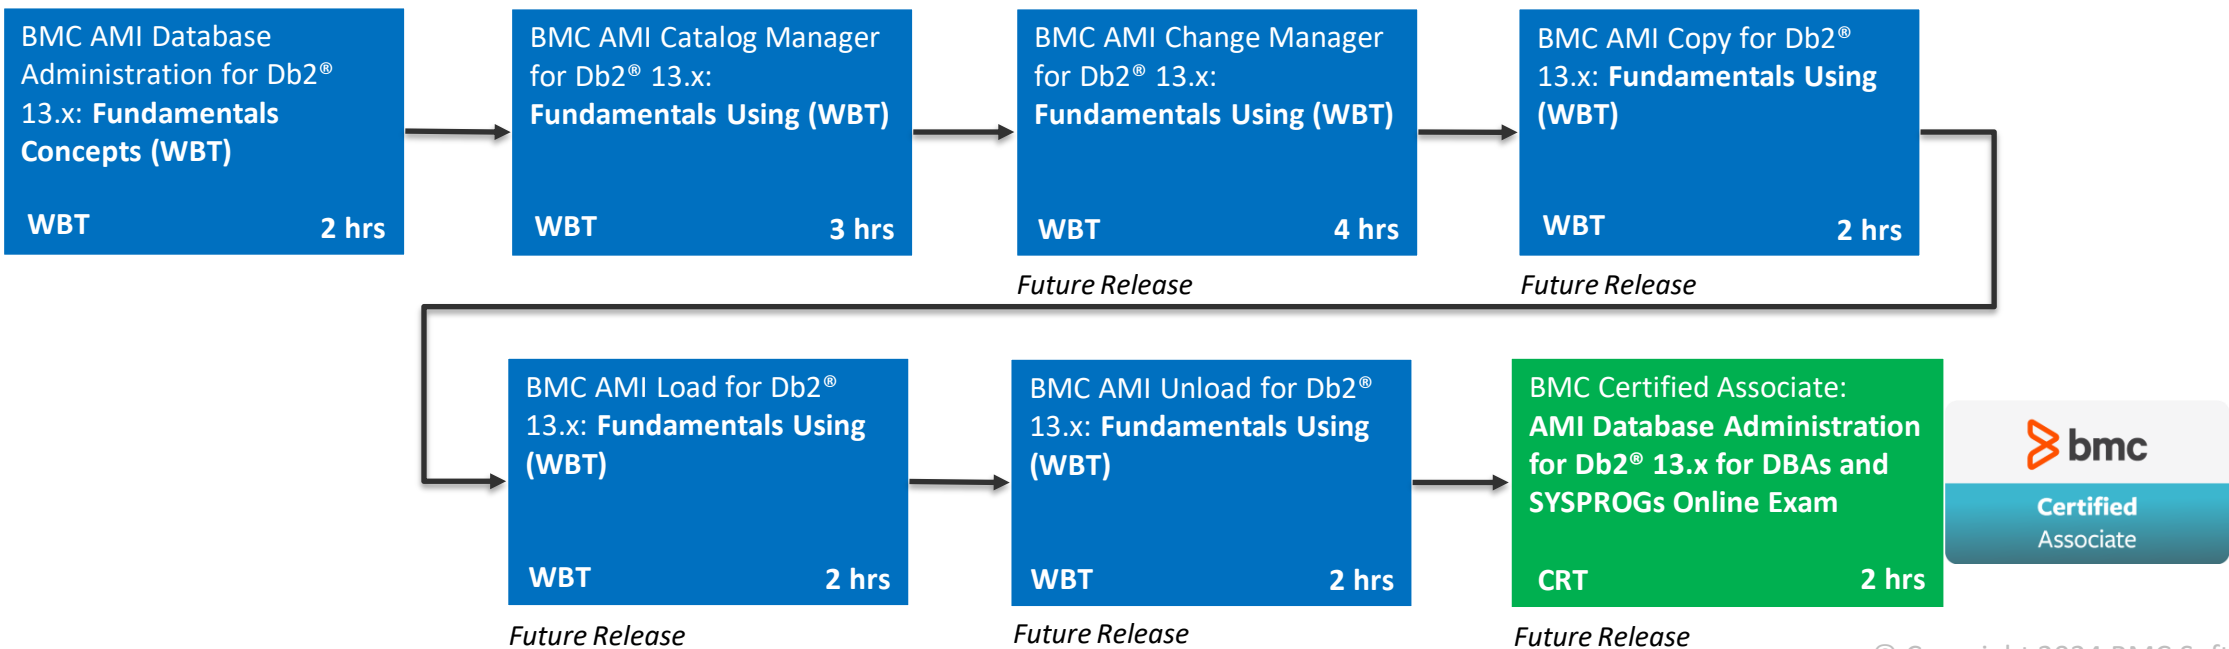 BMC AMI Database
Administration for Db2®
13.x: Fundamentals
Concepts (WBT)
WBT 2 hrs
BMC AMI Catalog Manager
for Db2® 13.x:
Fundamentals Using (WBT)
WBT 3 hrs
BMC AMI Change Manager
for Db2® 13.x:
Fundamentals Using (WBT)
WBT 4 hrs
Future Release
BMC AMI Copy for Db2®
13.x: Fundamentals Using
(WBT)
WBT 2 hrs
Future Release
BMC AMI Load for Db2®
13.x: Fundamentals Using
(WBT)
WBT 2 hrs
Future Release
BMC AMI Unload for Db2®
13.x: Fundamentals Using
(WBT)
WBT 2 hrs
Future Release
BMC Certified Associate:
AMI Database Administration
for Db2® 13.x for DBAs and
SYSPROGs Online Exam
CRT 2 hrs
Future Release
bmc
Certified
Associate